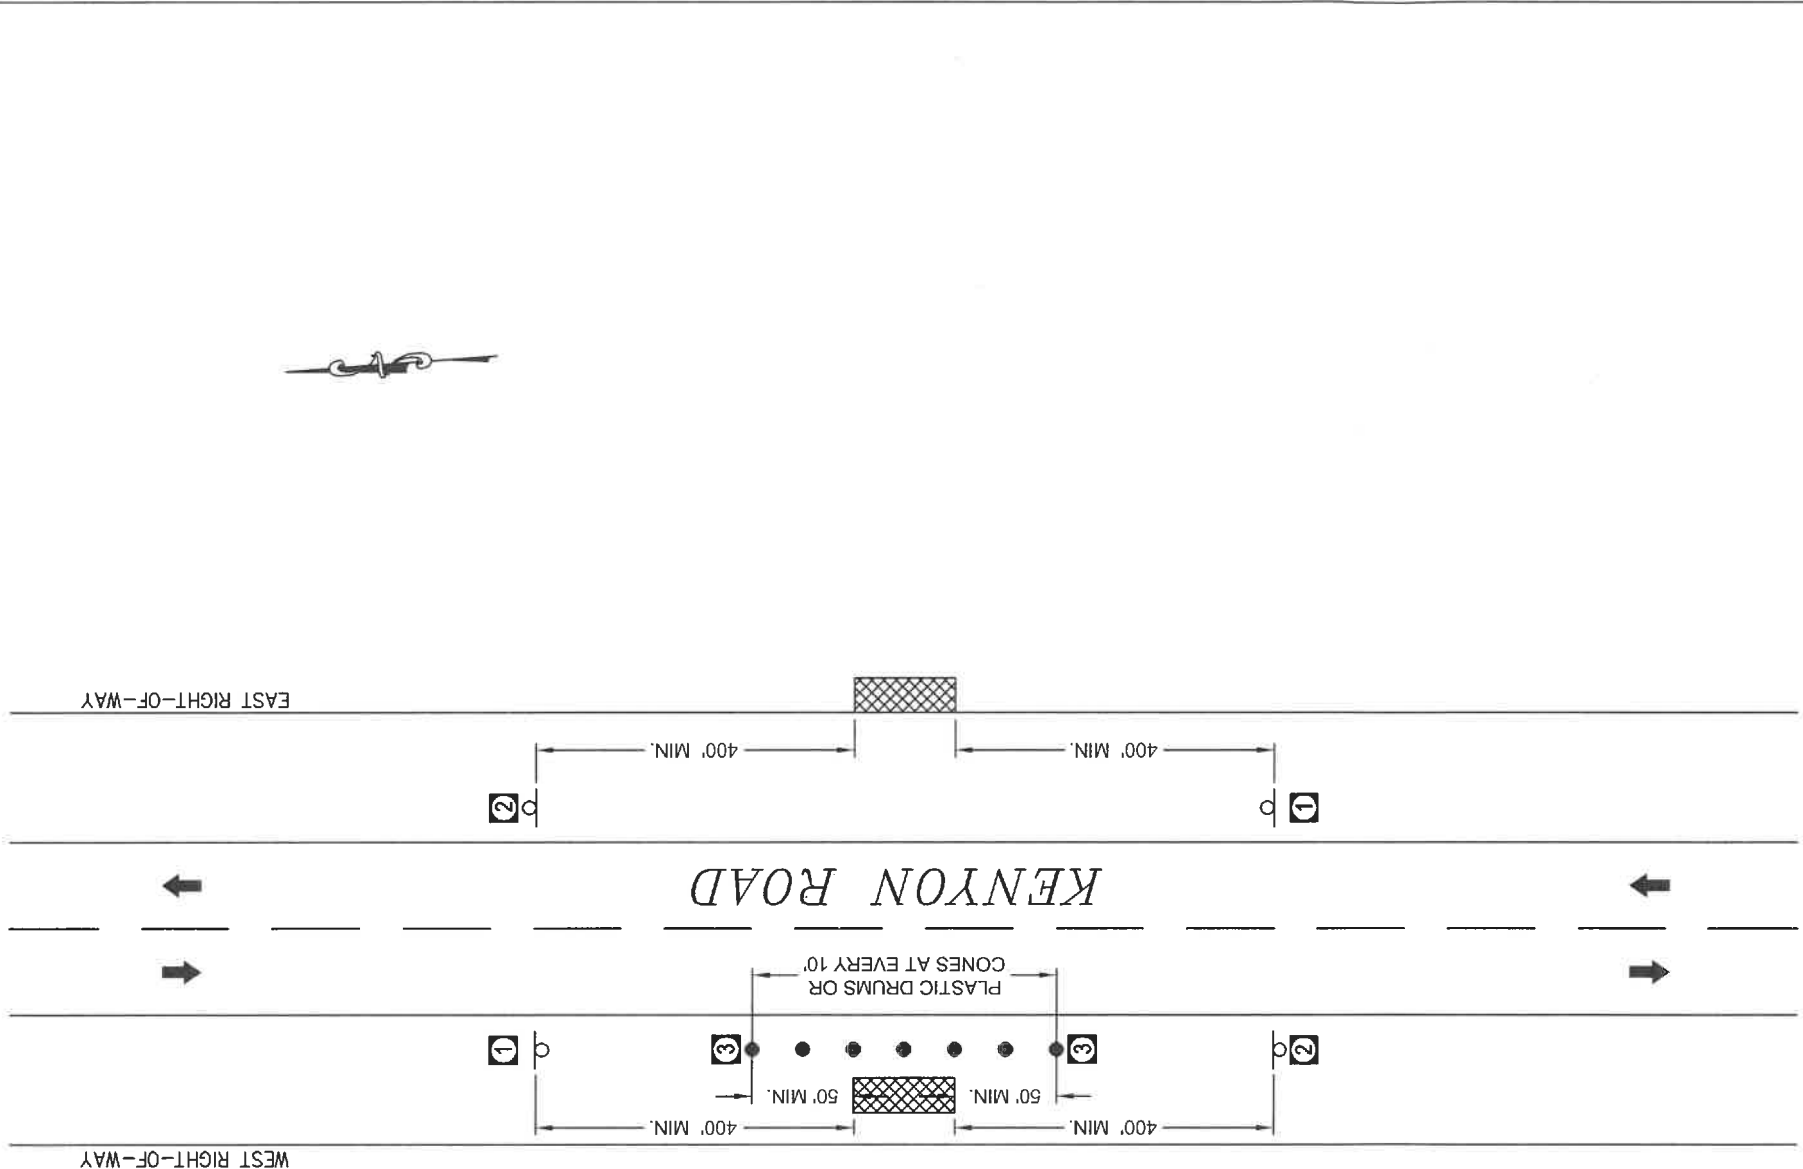 WEST RIGHT-OF-WAY
400' MIN.
400' MIN.
50' MIN.
50' MIN.
2
3
3
1
PLASTIC DRUMS OR
CONES AT EVERY 10'
KENYON ROAD
1
2
400' MIN.
400' MIN.
EAST RIGHT-OF-WAY